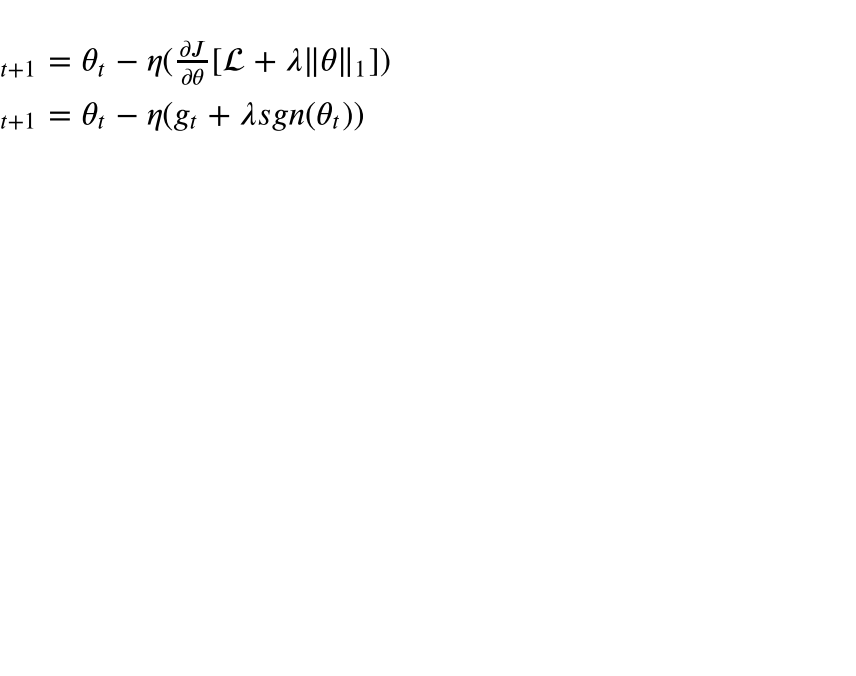 ₜ₊₁ = θₜ − η(∂J/∂θ[ℒ + λ‖θ‖₁])
ₜ₊₁ = θₜ − η(gₜ + λsgn(θₜ))